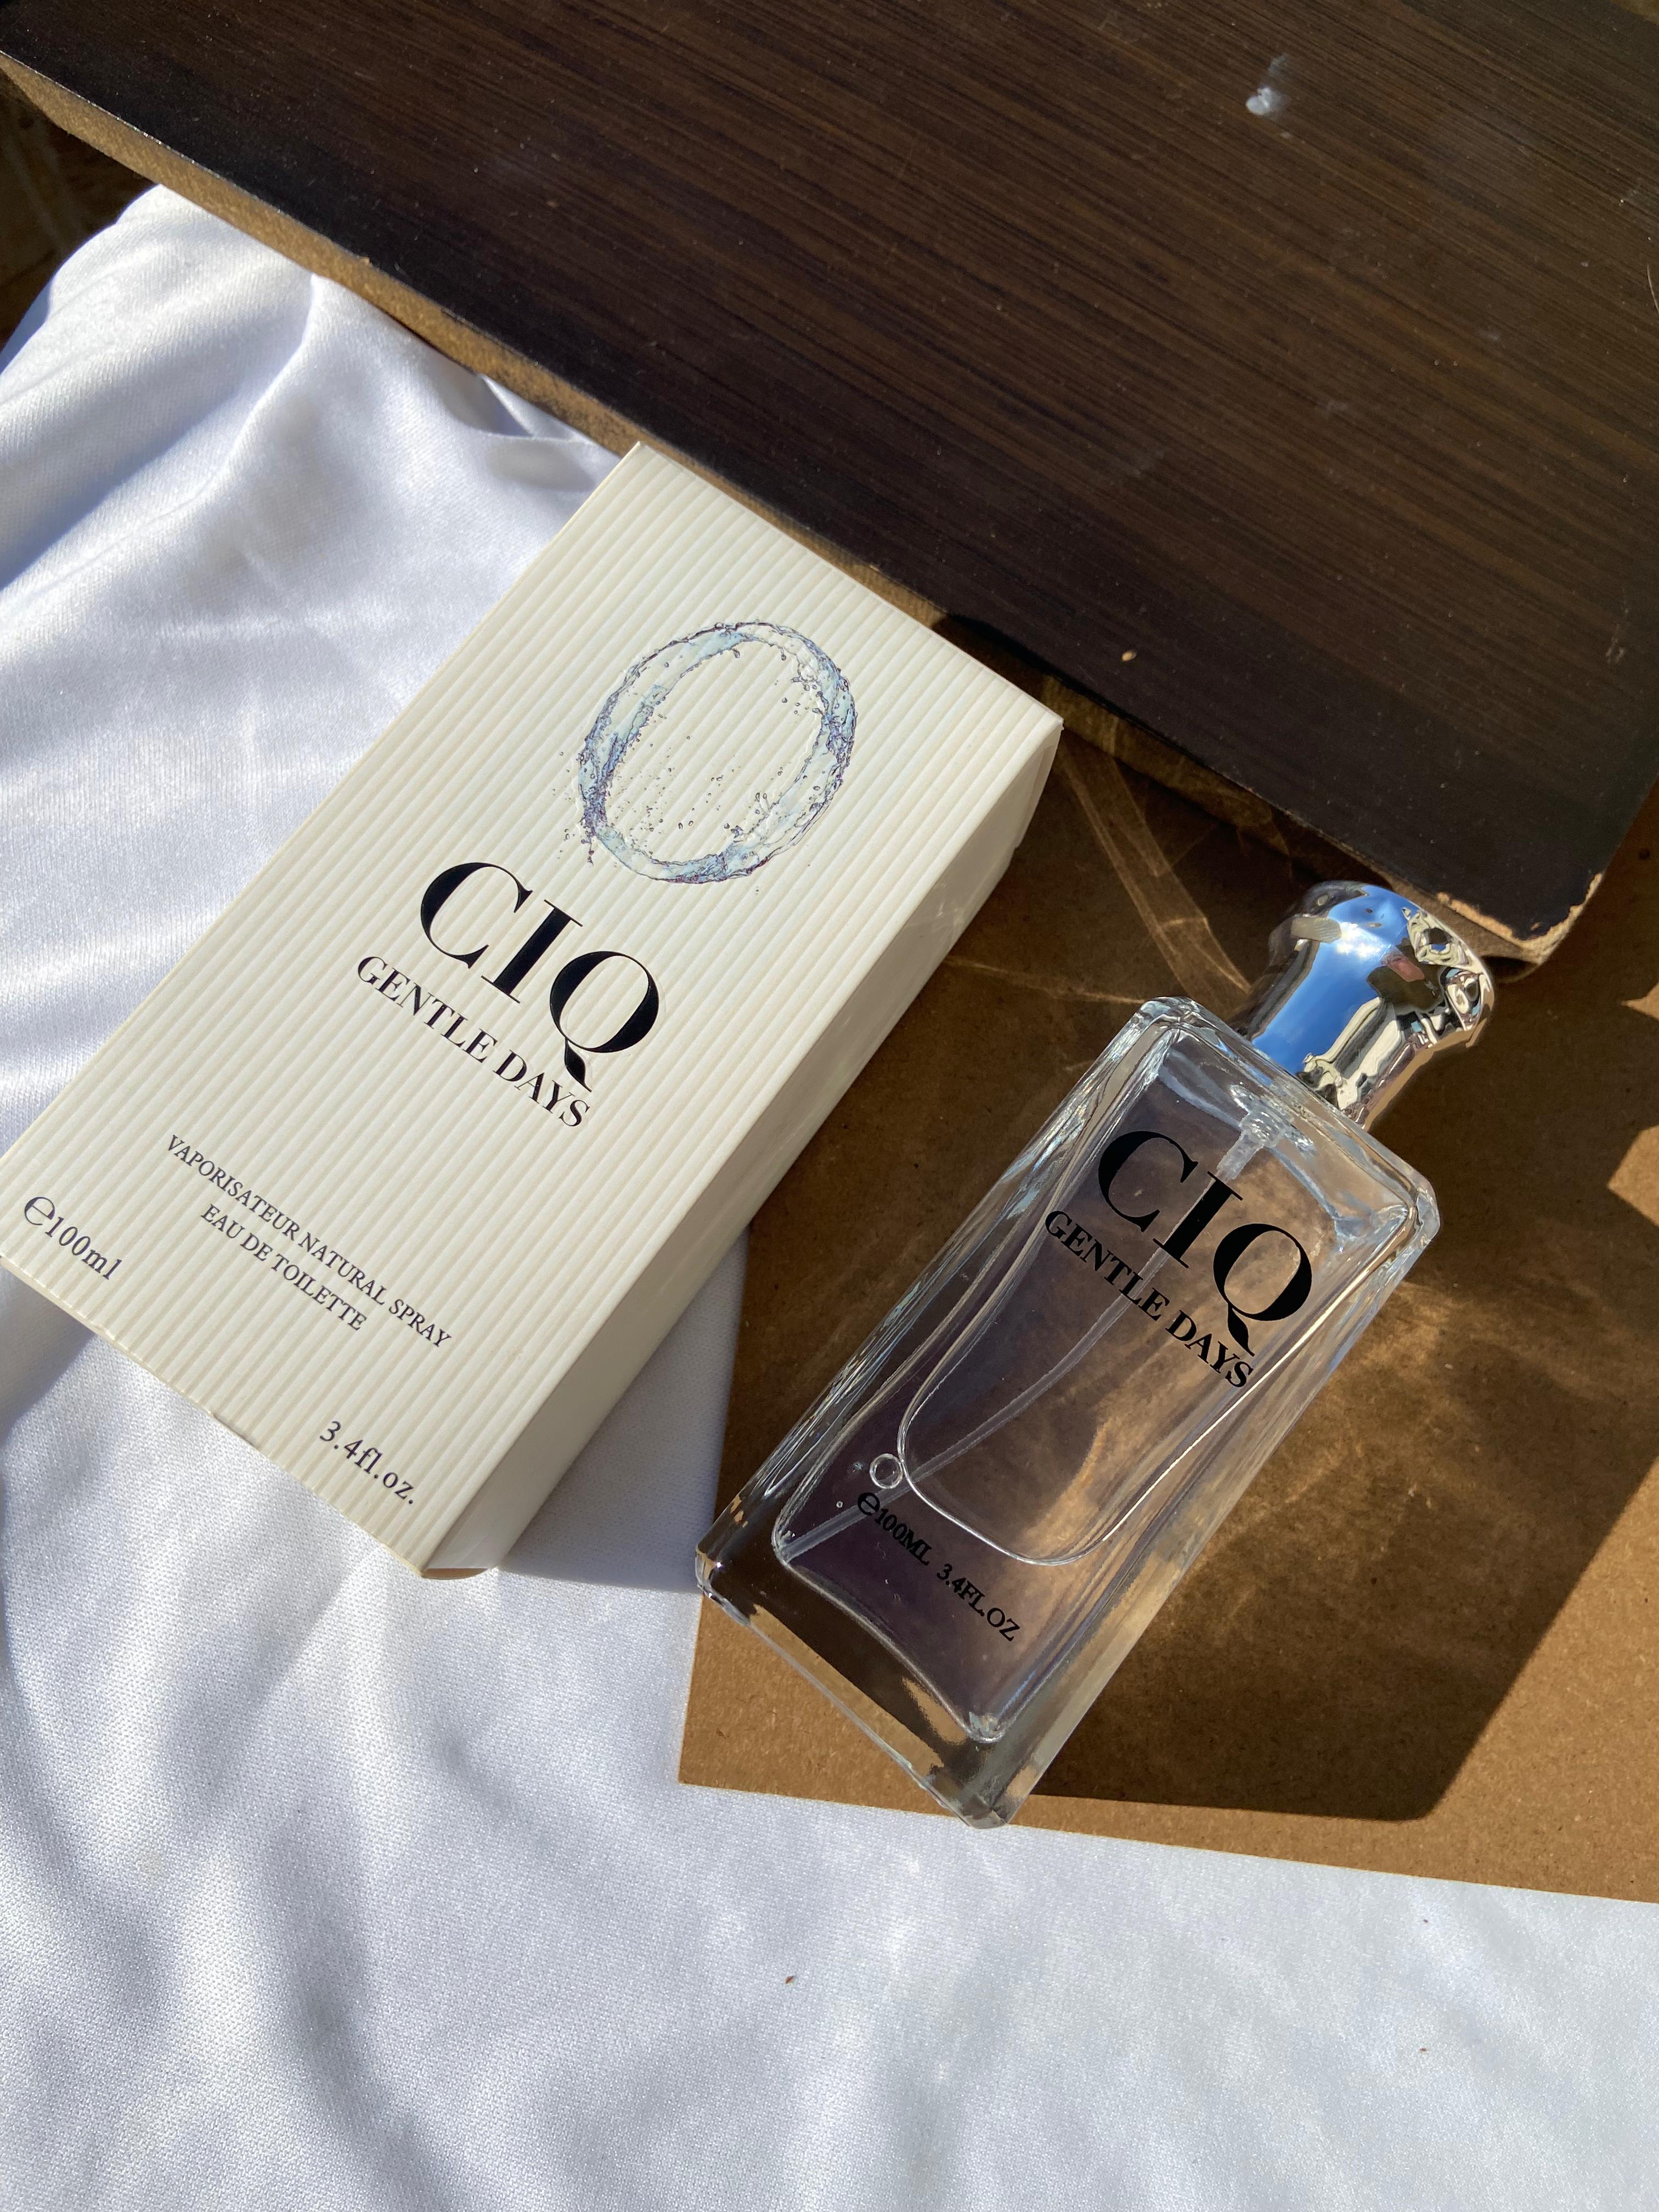 CIQ
GENTLE DAYS
VAPORISATEUR NATURAL SPRAY
EAU DE TOILETTE
℮100ml
3.4fl.oz.
CIQ
GENTLE DAYS
℮100ML 3.4FL.OZ